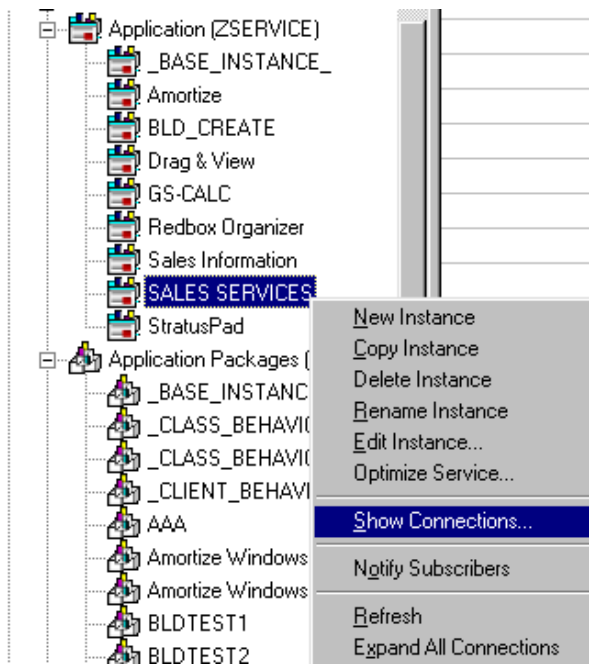 Application (ZSERVICE)
_BASE_INSTANCE_
Amortize
BLD_CREATE
Drag & View
GS-CALC
Redbox Organizer
Sales Information
SALES SERVICES
StratusPad
Application Packages (
_BASE_INSTANC
_CLASS_BEHAVIO
_CLASS_BEHAVIO
_CLIENT_BEHAVI
AAA
Amortize Windows
Amortize Windows
BLDTEST1
BLDTEST2
New Instance
Copy Instance
Delete Instance
Rename Instance
Edit Instance...
Optimize Service...
Show Connections...
Notify Subscribers
Refresh
Expand All Connections